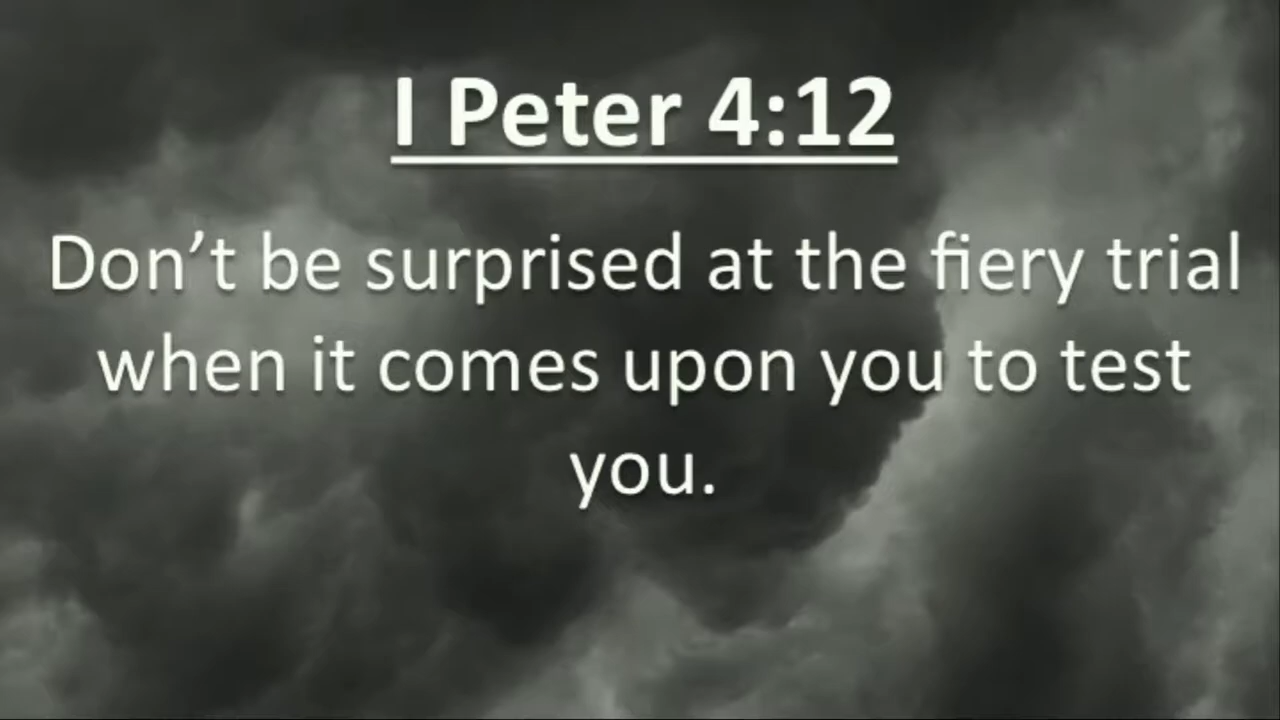 I Peter 4:12
Don’t be surprised at the fiery trial
when it comes upon you to test
you.